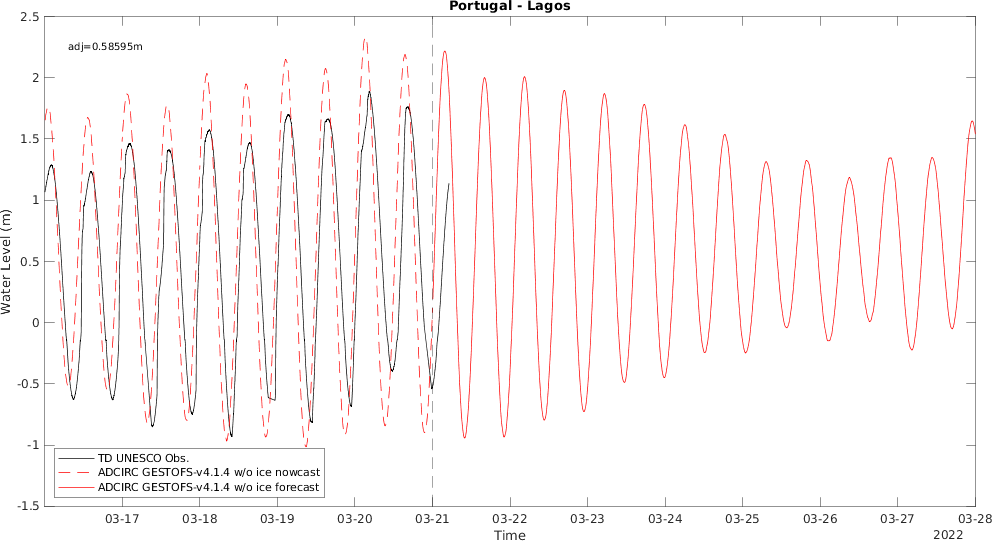 Portugal - Lagos
adj=0.58595m
2.5
2
1.5
1
0.5
0
-0.5
-1
-1.5
Water Level (m)
TD UNESCO Obs.
ADCIRC GESTOFS-v4.1.4 w/o ice nowcast
ADCIRC GESTOFS-v4.1.4 w/o ice forecast
03-17 03-18 03-19 03-20 03-21 03-22 03-23 03-24 03-25 03-26 03-27 03-28
Time
2022